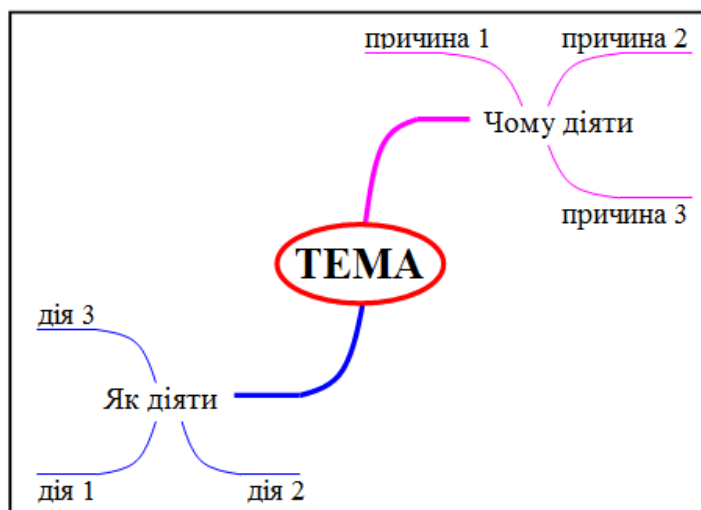 причина 1
причина 2
Чому діяти
причина 3
ТЕМА
дія 3
Як діяти
дія 1
дія 2